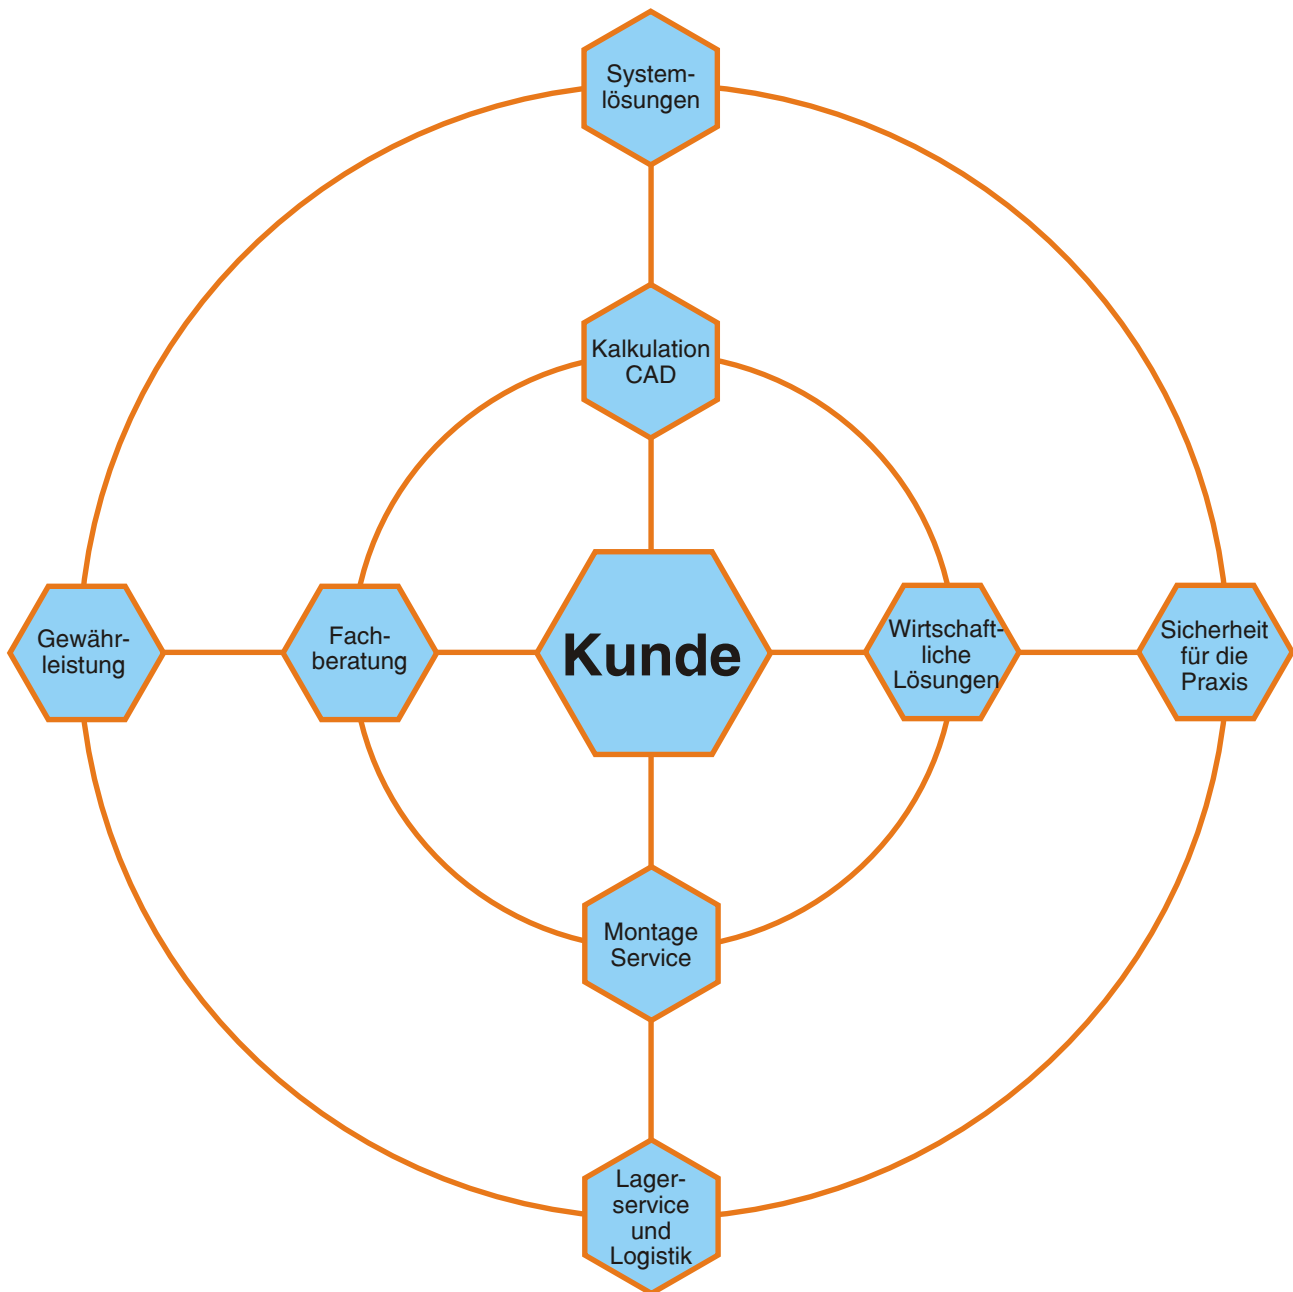 System-
lösungen
Kalkulation
CAD
Gewähr-
leistung
Fach-
beratung
Kunde
Wirtschaft-
liche
Lösungen
Sicherheit
für die
Praxis
Montage
Service
Lager-
service
und
Logistik